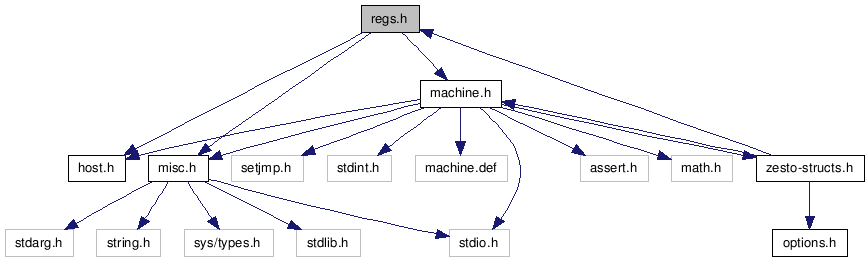 regs.h
machine.h
host.h
misc.h
setjmp.h
stdint.h
machine.def
assert.h
math.h
zesto-structs.h
stdarg.h
string.h
sys/types.h
stdlib.h
stdio.h
options.h